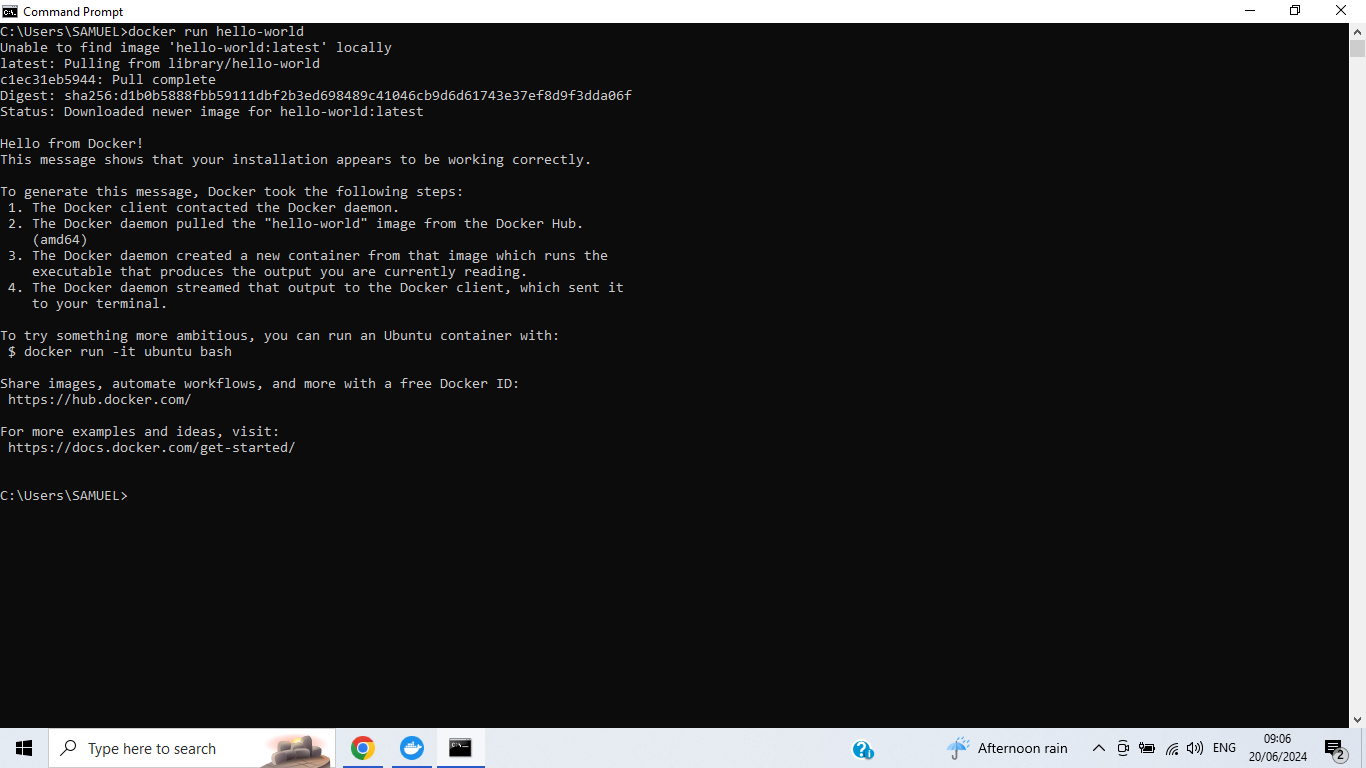 Command Prompt
C:\Users\SAMUEL>docker run hello-world
Unable to find image 'hello-world:latest' locally
latest: Pulling from library/hello-world
c1ec31eb5944: Pull complete
Digest: sha256:d1b0b5888fbb59111dbf2b3ed698489c41046cb9d6d61743e37ef8d9f3dda06f
Status: Downloaded newer image for hello-world:latest

Hello from Docker!
This message shows that your installation appears to be working correctly.

To generate this message, Docker took the following steps:
 1. The Docker client contacted the Docker daemon.
 2. The Docker daemon pulled the "hello-world" image from the Docker Hub.
    (amd64)
 3. The Docker daemon created a new container from that image which runs the
    executable that produces the output you are currently reading.
 4. The Docker daemon streamed that output to the Docker client, which sent it
    to your terminal.

To try something more ambitious, you can run an Ubuntu container with:
 $ docker run -it ubuntu bash

Share images, automate workflows, and more with a free Docker ID:
 https://hub.docker.com/

For more examples and ideas, visit:
 https://docs.docker.com/get-started/

C:\Users\SAMUEL>
Type here to search
Afternoon rain
ENG
09:06
20/06/2024
2